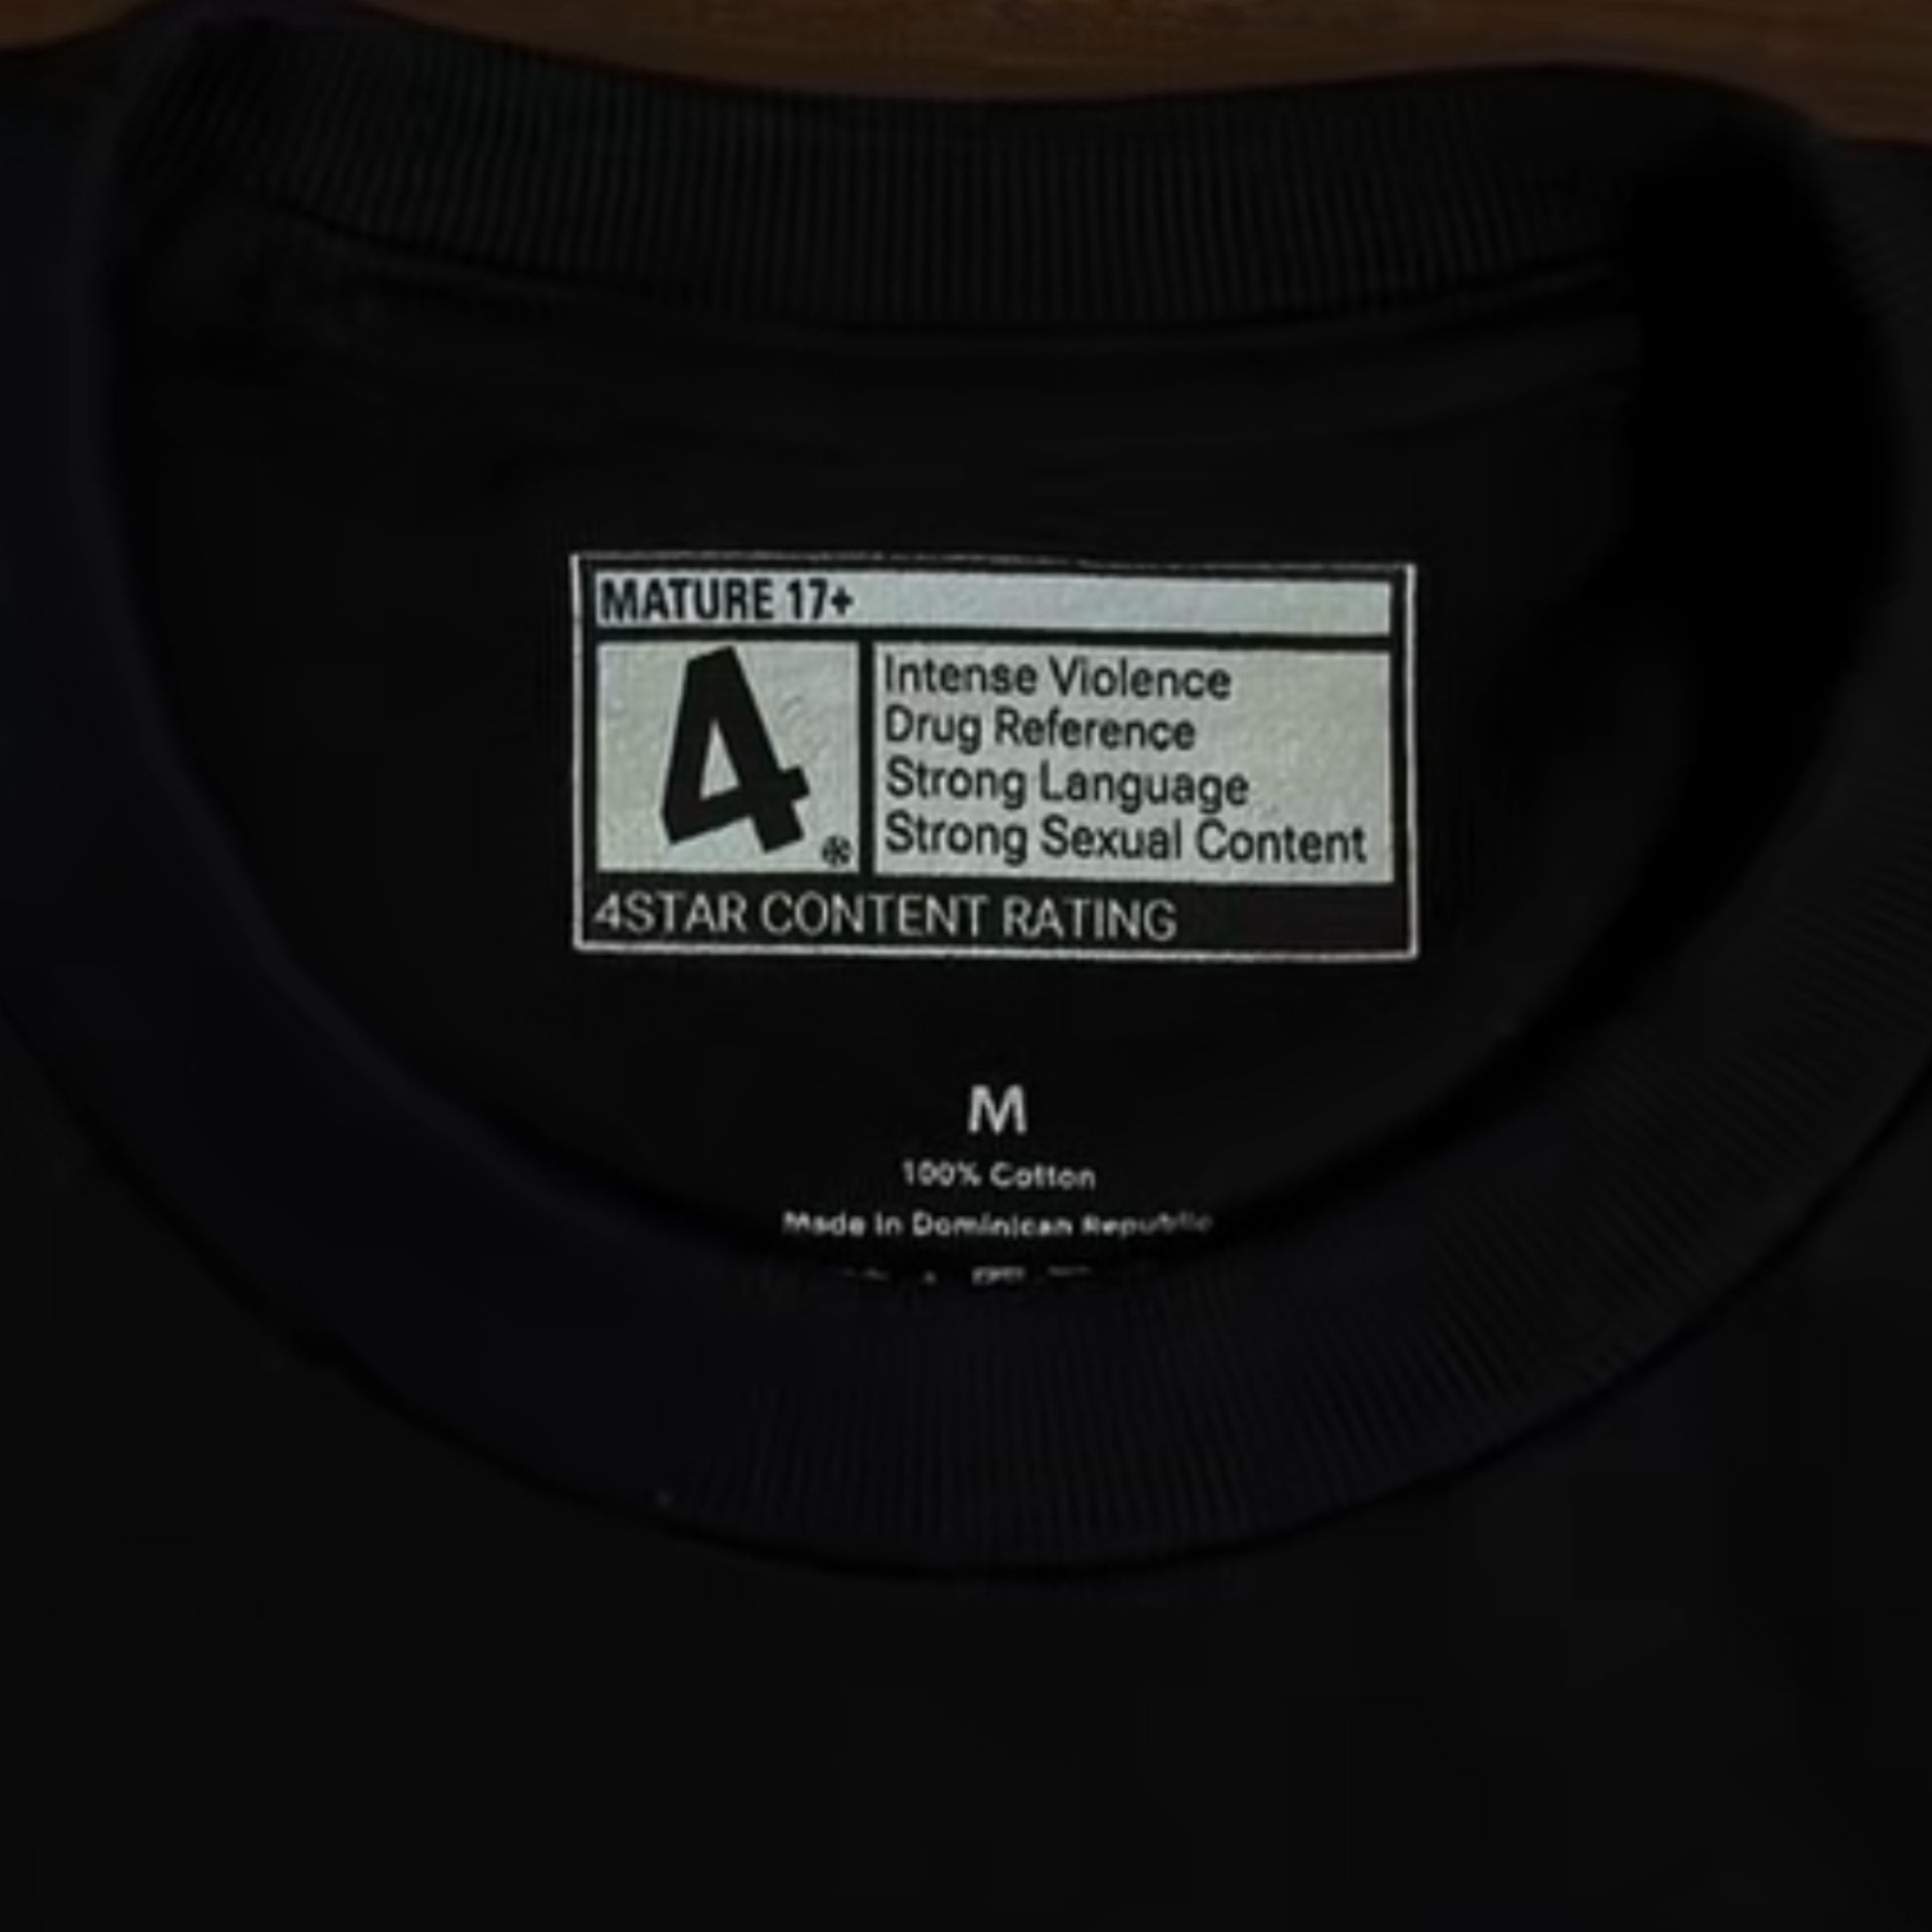 MATURE 17+
4
Intense Violence
Drug Reference
Strong Language
Strong Sexual Content
4STAR CONTENT RATING
M
100% Cotton
Made in Dominican Republic